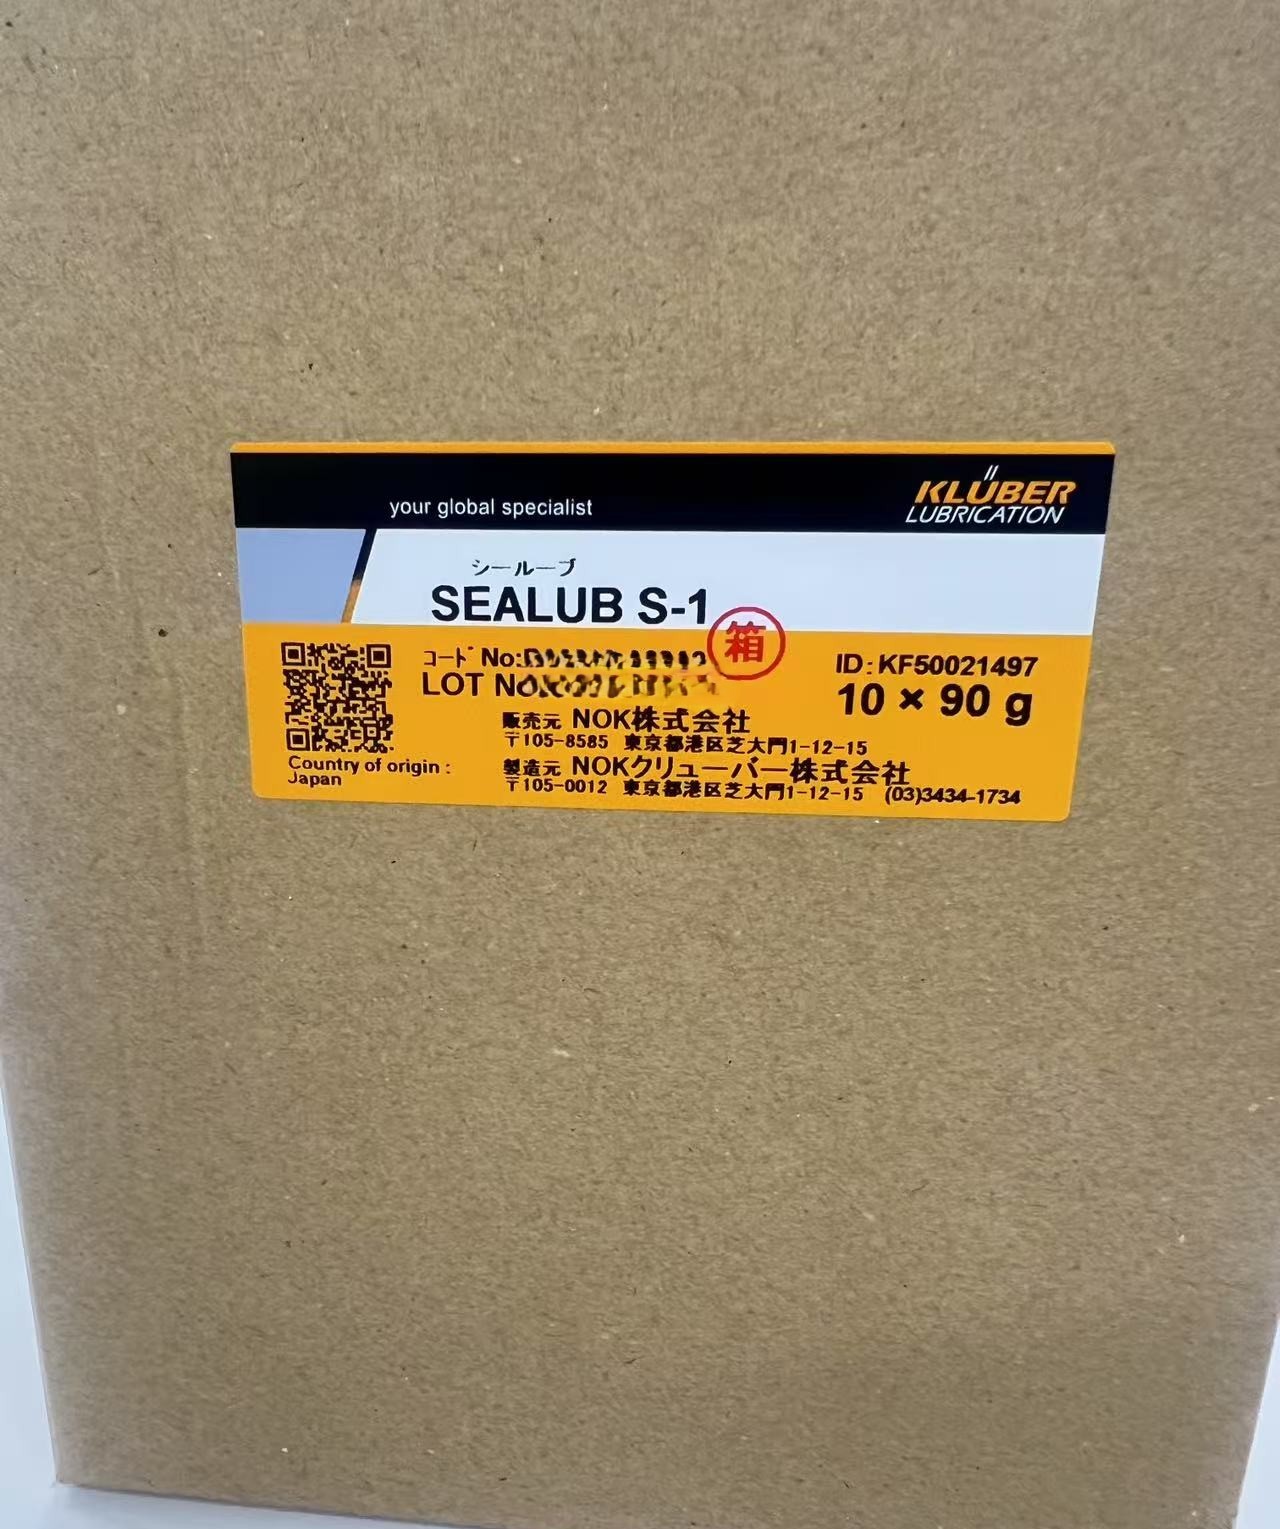 your global specialist
KLÜBER
LUBRICATION
シールーブ
SEALUB S-1
箱
コード No:
LOT No
ID: KF50021497
10 × 90 g
販売元 NOK株式会社
〒105-8585 東京都港区芝大門1-12-15
製造元 NOKクリューバー株式会社
〒105-0012 東京都港区芝大門1-12-15 (03)3434-1734
Country of origin :
Japan